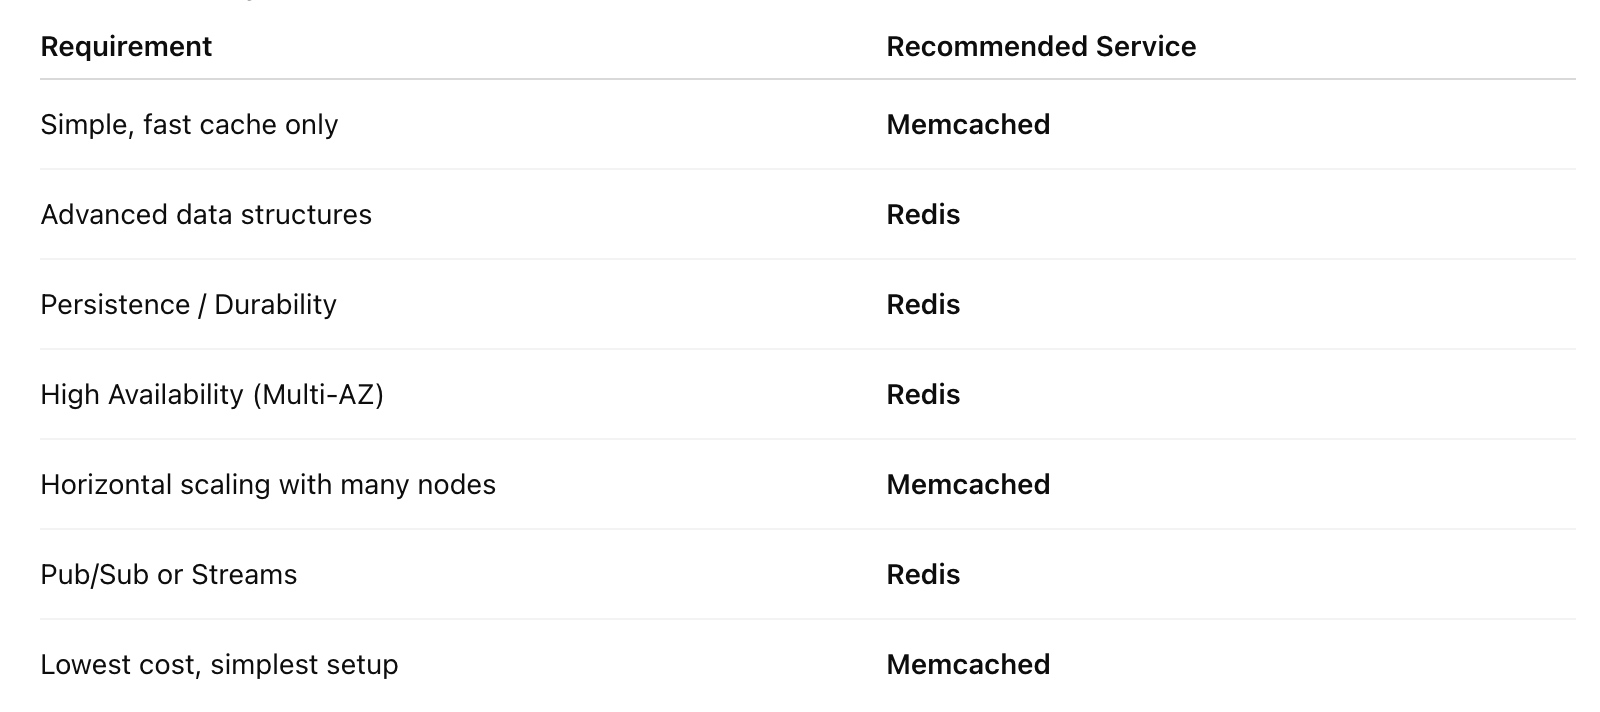 Requirement Recommended Service
Simple, fast cache only Memcached
Advanced data structures Redis
Persistence / Durability Redis
High Availability (Multi-AZ) Redis
Horizontal scaling with many nodes Memcached
Pub/Sub or Streams Redis
Lowest cost, simplest setup Memcached